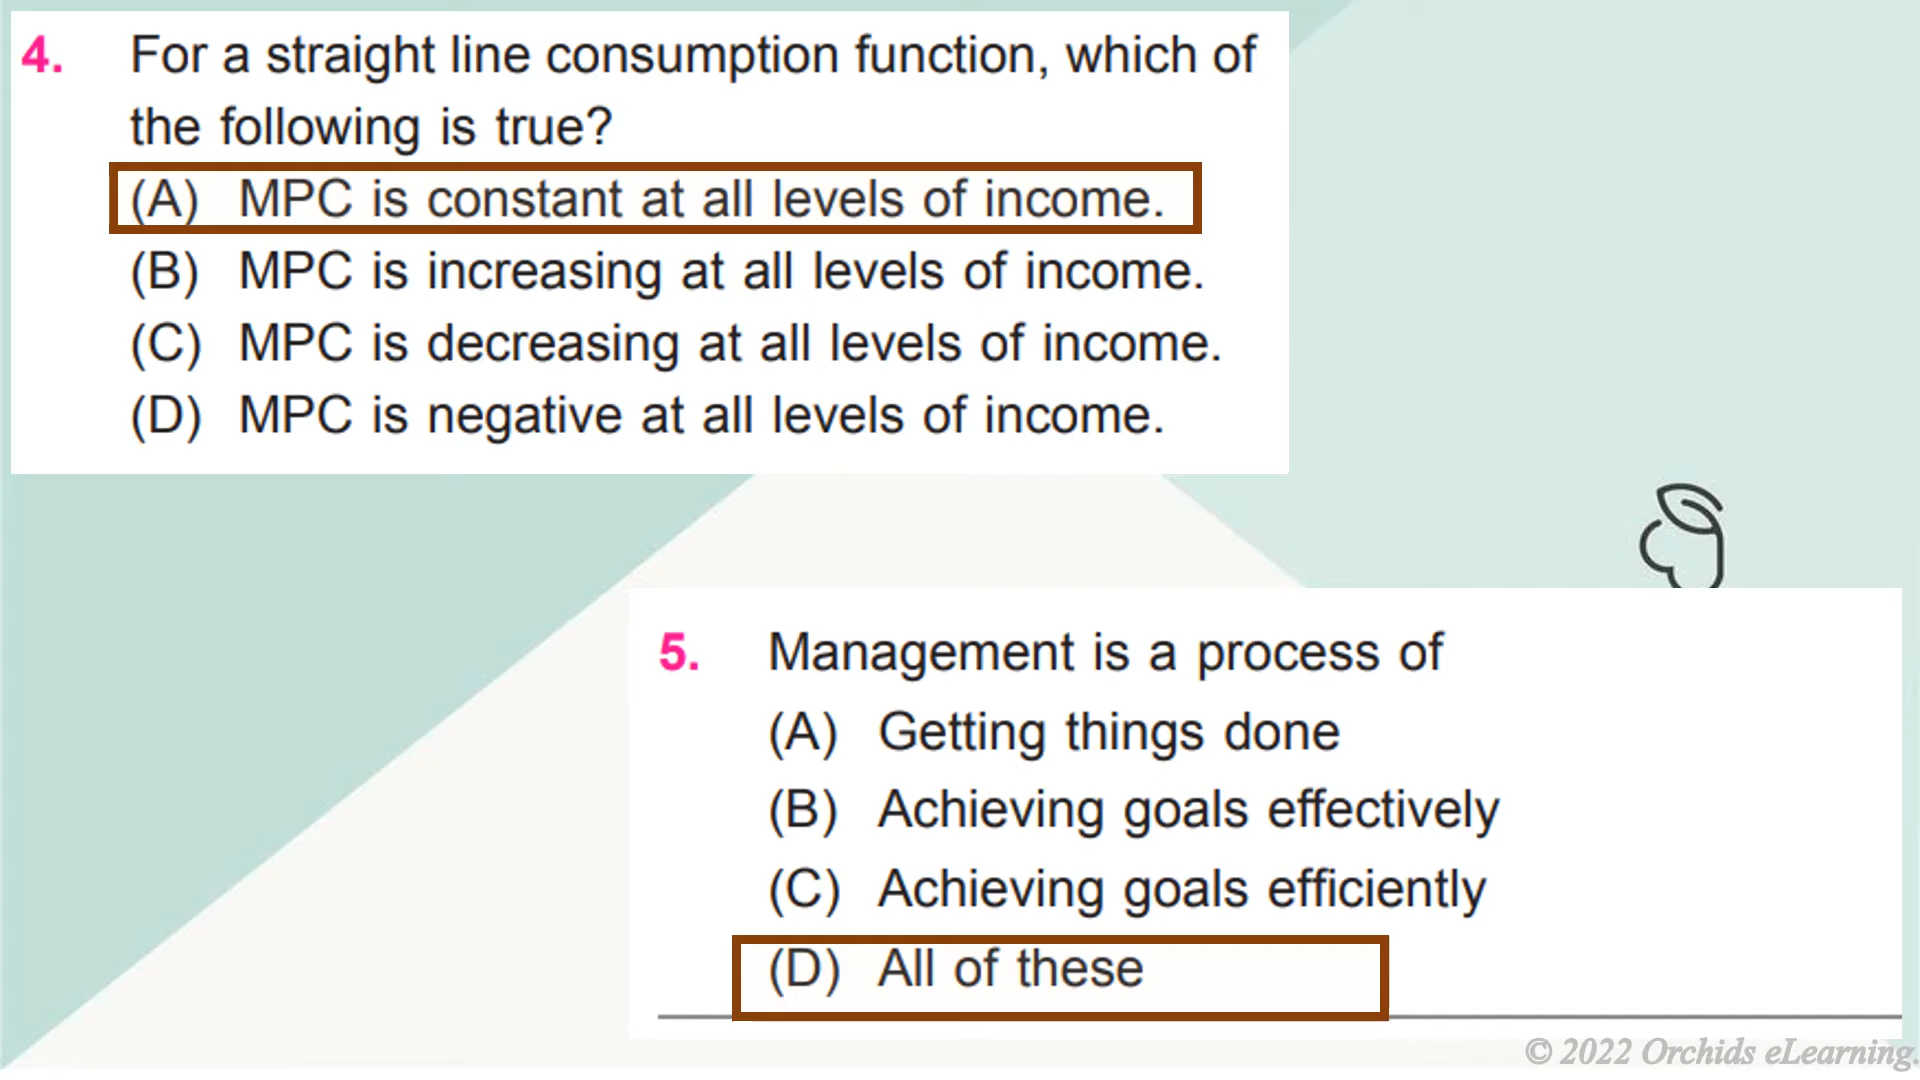 4. For a straight line consumption function, which of
the following is true?
(A) MPC is constant at all levels of income.
(B) MPC is increasing at all levels of income.
(C) MPC is decreasing at all levels of income.
(D) MPC is negative at all levels of income.
5. Management is a process of
(A) Getting things done
(B) Achieving goals effectively
(C) Achieving goals efficiently
(D) All of these
© 2022 Orchids eLearning.